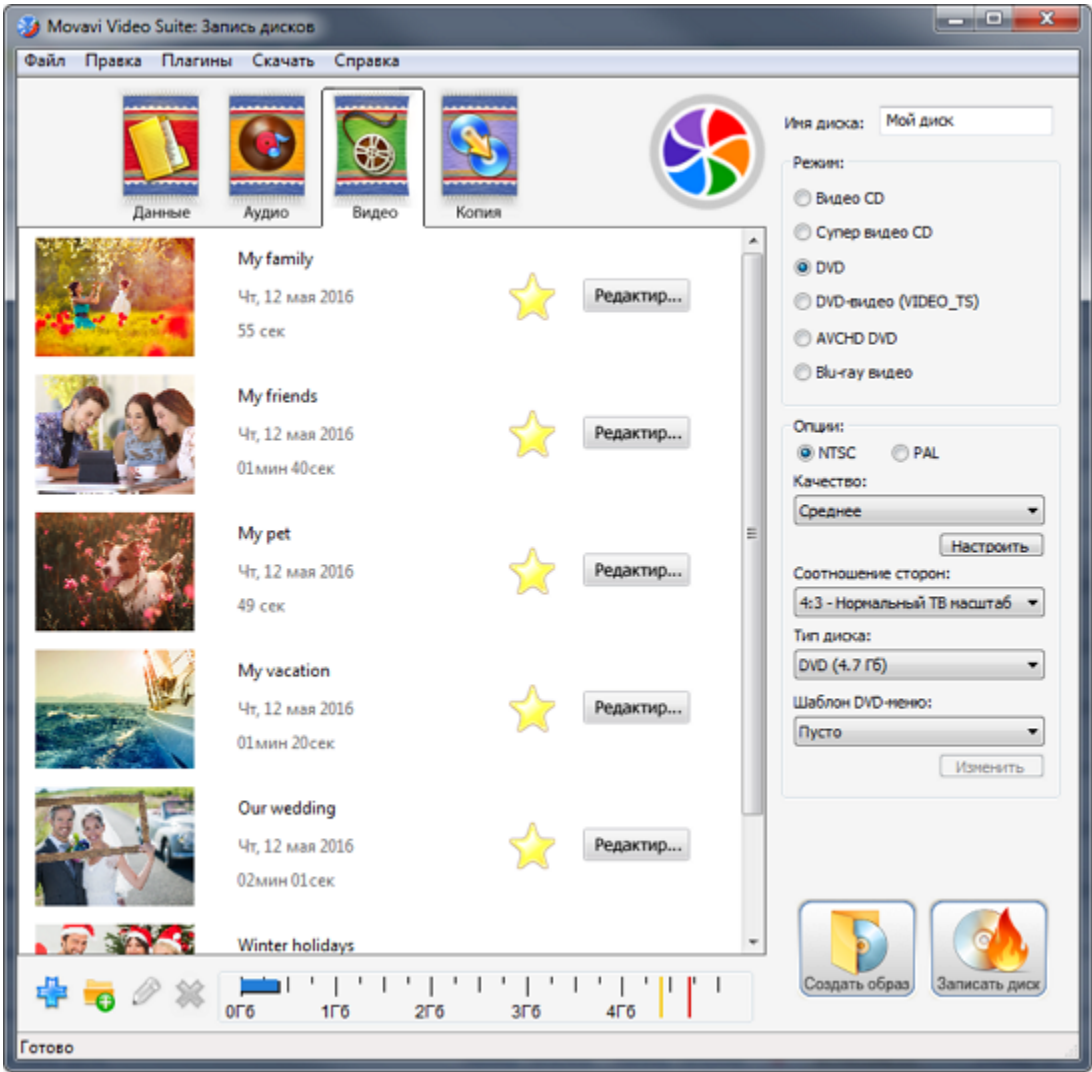 Movavi Video Suite: Запись дисков
Файл Правка Плагины Скачать Справка
Данные Аудио Видео Копия
Имя диска: Мой диск
Режим:
Видео CD
Супер видео CD
DVD
DVD-видео (VIDEO_TS)
AVCHD DVD
Blu-ray видео
Опции:
NTSC PAL
Качество:
Среднее
Настроить
Соотношение сторон:
4:3 - Нормальный ТВ масштаб
Тип диска:
DVD (4.7 Гб)
Шаблон DVD-меню:
Пусто
Изменить
My family
Чт, 12 мая 2016
55 сек
Редактир...
My friends
Чт, 12 мая 2016
01мин 40сек
Редактир...
My pet
Чт, 12 мая 2016
49 сек
Редактир...
My vacation
Чт, 12 мая 2016
01мин 20сек
Редактир...
Our wedding
Чт, 12 мая 2016
02мин 01сек
Редактир...
Winter holidays
0Гб 1Гб 2Гб 3Гб 4Гб
Создать образ Записать диск
Готово